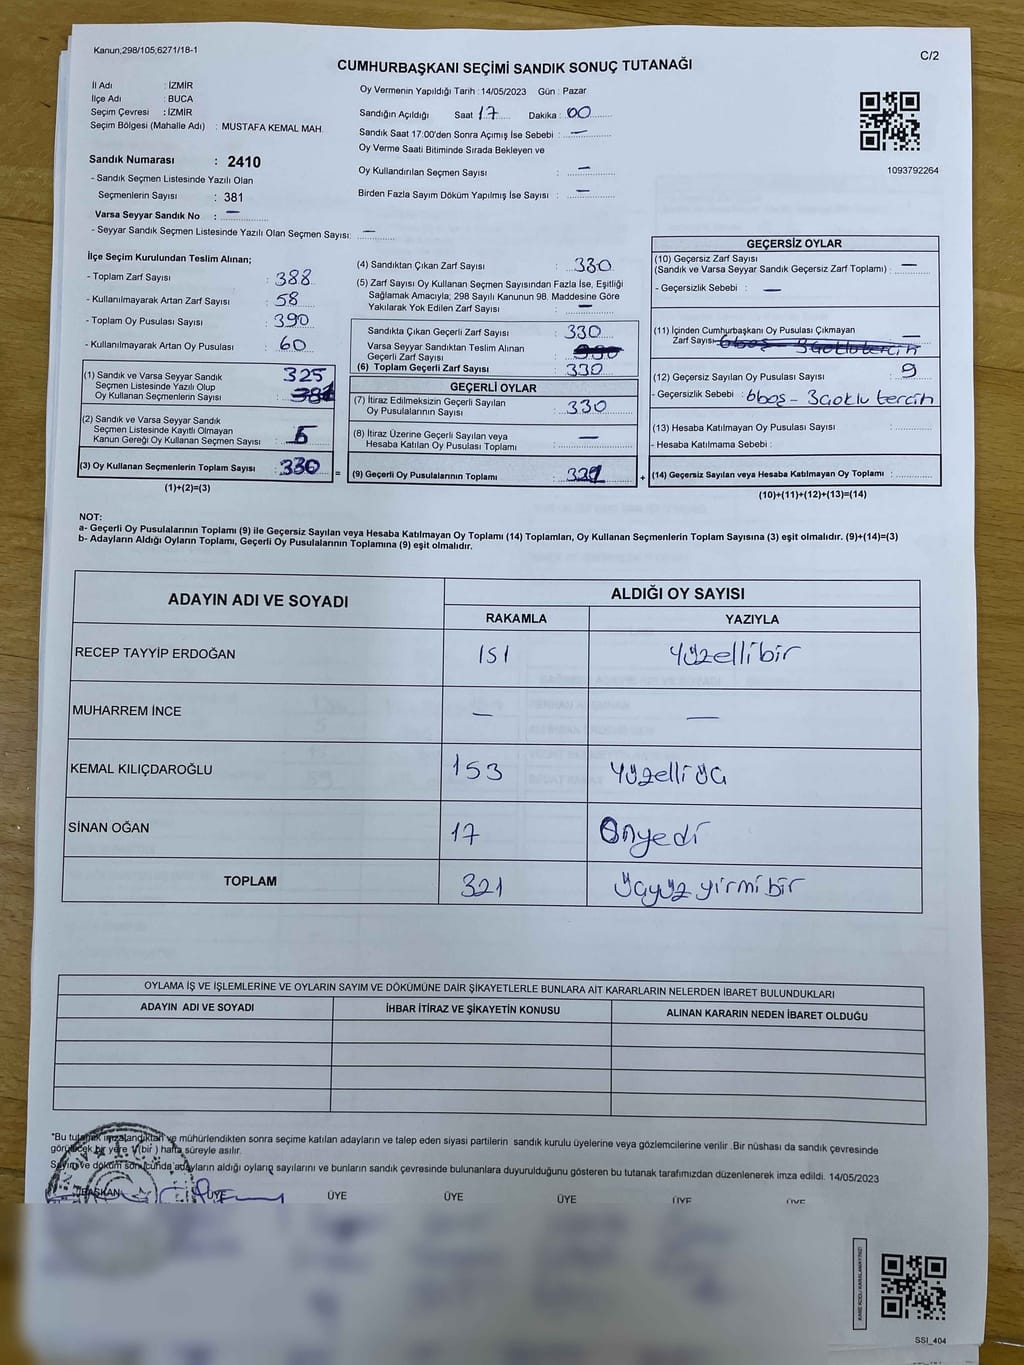 Kanun;298/105;6271/18-1
C/2
CUMHURBAŞKANI SEÇİMİ SANDIK SONUÇ TUTANAĞI
İl Adı : İZMİR
İlçe Adı : BUCA
Seçim Çevresi : İZMİR
Seçim Bölgesi (Mahalle Adı) : MUSTAFA KEMAL MAH.
Sandık Numarası : 2410
- Sandık Seçmen Listesinde Yazılı Olan
Seçmenlerin Sayısı : 381
Varsa Seyyar Sandık No : —
- Seyyar Sandık Seçmen Listesinde Yazılı Olan Seçmen Sayısı: —
Oy Vermenin Yapıldığı Tarih : 14/05/2023 Gün : Pazar
Sandığın Açıldığı Saat 17 Dakika : 00
Sandık Saat 17:00'den Sonra Açımış İse Sebebi : —
Oy Verme Saati Bitiminde Sırada Bekleyen ve
Oy Kullandırılan Seçmen Sayısı : —
Birden Fazla Sayım Döküm Yapılmış İse Sayısı : —
1093792264
İlçe Seçim Kurulundan Teslim Alınan;
- Toplam Zarf Sayısı : 388
- Kullanılmayarak Artan Zarf Sayısı : 58
- Toplam Oy Pusulası Sayısı : 390
- Kullanılmayarak Artan Oy Pusulası : 60
(1) Sandık ve Varsa Seyyar Sandık
Seçmen Listesinde Yazılı Olup
Oy Kullanan Seçmenlerin Sayısı : 325
(2) Sandık ve Varsa Seyyar Sandık
Seçmen Listesinde Kayıtlı Olmayan
Kanun Gereği Oy Kullanan Seçmen Sayısı : 5
(3) Oy Kullanan Seçmenlerin Toplam Sayısı : 330 =
(1)+(2)=(3)
(4) Sandıktan Çıkan Zarf Sayısı : 330
(5) Zarf Sayısı Oy Kullanan Seçmen Sayısından Fazla İse, Eşitliği
Sağlamak Amacıyla; 298 Sayılı Kanunun 98. Maddesine Göre
Yakılarak Yok Edilen Zarf Sayısı : —
Sandıkta Çıkan Geçerli Zarf Sayısı : 330
Varsa Seyyar Sandıktan Teslim Alınan
Geçerli Zarf Sayısı
(6) Toplam Geçerli Zarf Sayısı : 330
GEÇERLİ OYLAR
(7) İtiraz Edilmeksizin Geçerli Sayılan
Oy Pusulalarının Sayısı : 330
(8) İtiraz Üzerine Geçerli Sayılan veya
Hesaba Katılan Oy Pusulası Toplamı : —
(9) Geçerli Oy Pusulalarının Toplamı : 321 +
GEÇERSİZ OYLAR
(10) Geçersiz Zarf Sayısı
(Sandık ve Varsa Seyyar Sandık Geçersiz Zarf Toplamı) : —
- Geçersizlik Sebebi : —
(11) İçinden Cumhurbaşkanı Oy Pusulası Çıkmayan
Zarf Sayısı : — 6boş - 3çoklu tercih
(12) Geçersiz Sayılan Oy Pusulası Sayısı : 9
- Geçersizlik Sebebi : 6boş - 3çoklu tercih
(13) Hesaba Katılmayan Oy Pusulası Sayısı :
- Hesaba Katılmama Sebebi :
(14) Geçersiz Sayılan veya Hesaba Katılmayan Oy Toplamı :
(10)+(11)+(12)+(13)=(14)
NOT:
a- Geçerli Oy Pusulalarının Toplamı (9) ile Geçersiz Sayılan veya Hesaba Katılmayan Oy Toplamı (14) Toplamları, Oy Kullanan Seçmenlerin Toplam Sayısına (3) eşit olmalıdır. (9)+(14)=(3)
b- Adayların Aldığı Oyların Toplamı, Geçerli Oy Pusulalarının Toplamına (9) eşit olmalıdır.
ADAYIN ADI VE SOYADI ALDIĞI OY SAYISI
RAKAMLA YAZIYLA
RECEP TAYYİP ERDOĞAN 151 Yüzellibir
MUHARREM İNCE — —
KEMAL KILIÇDAROĞLU 153 Yüzelli üç
SİNAN OĞAN 17 Onyedi
TOPLAM 321 Üçyüz yirmi bir
OYLAMA İŞ VE İŞLEMLERİNE VE OYLARIN SAYIM VE DÖKÜMÜNE DAİR ŞİKAYETLERLE BUNLARA AİT KARARLARIN NELERDEN İBARET BULUNDUKLARI
ADAYIN ADI VE SOYADI İHBAR İTİRAZ VE ŞİKAYETİN KONUSU ALINAN KARARIN NEDEN İBARET OLDUĞU
"Bu tutanak imzalandıktan ve mühürlendikten sonra seçime katılan adayların ve talep eden siyasi partilerin sandık kurulu üyelerine veya gözlemcilerine verilir .Bir nüshası da sandık çevresinde
görülecek bir yere 1(bir) hafta süreyle asılır.
Sayım ve döküm sonucunda adayların aldığı oyların sayılarını ve bunların sandık çevresinde bulunanlara duyurulduğunu gösteren bu tutanak tarafımızdan düzenlenerek imza edildi. 14/05/2023
BAŞKAN ÜYE ÜYE ÜYE ÜYE ÜYE ÜYE
SSI_404